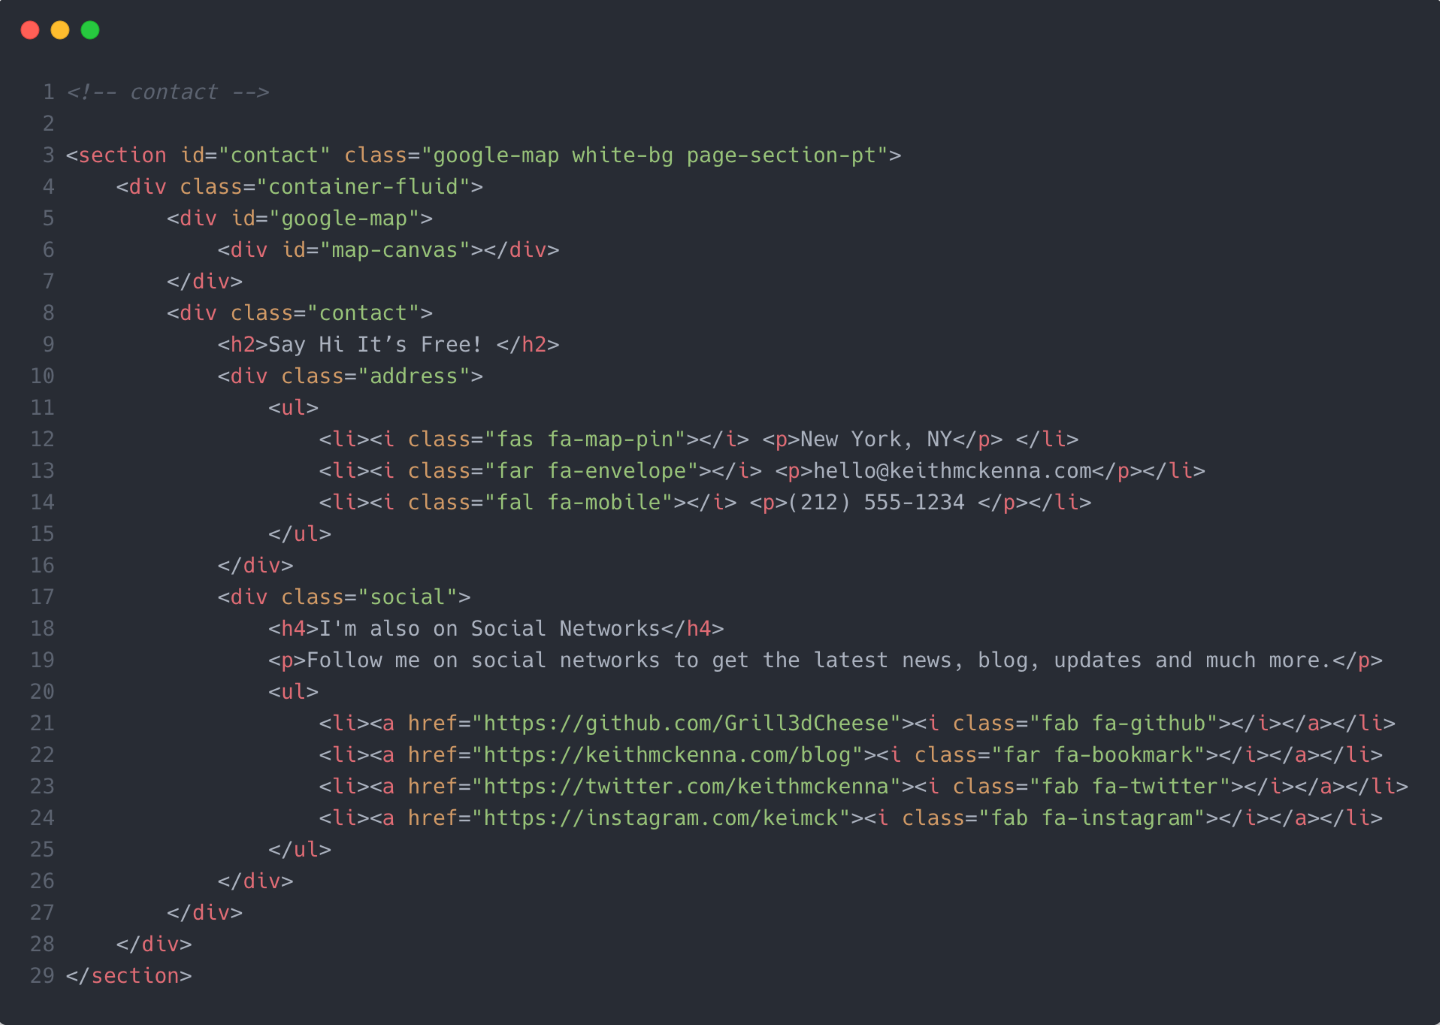 1 <!-- contact -->
2
3 <section id="contact" class="google-map white-bg page-section-pt">
4     <div class="container-fluid">
5         <div id="google-map">
6             <div id="map-canvas"></div>
7         </div>
8         <div class="contact">
9             <h2>Say Hi It’s Free! </h2>
10             <div class="address">
11                 <ul>
12                     <li><i class="fas fa-map-pin"></i> <p>New York, NY</p> </li>
13                     <li><i class="far fa-envelope"></i> <p>hello@keithmckenna.com</p></li>
14                     <li><i class="fal fa-mobile"></i> <p>(212) 555-1234 </p></li>
15                 </ul>
16             </div>
17             <div class="social">
18                 <h4>I'm also on Social Networks</h4>
19                 <p>Follow me on social networks to get the latest news, blog, updates and much more.</p>
20                 <ul>
21                     <li><a href="https://github.com/Grill3dCheese"><i class="fab fa-github"></i></a></li>
22                     <li><a href="https://keithmckenna.com/blog"><i class="far fa-bookmark"></i></a></li>
23                     <li><a href="https://twitter.com/keithmckenna"><i class="fab fa-twitter"></i></a></li>
24                     <li><a href="https://instagram.com/keimck"><i class="fab fa-instagram"></i></a></li>
25                 </ul>
26             </div>
27         </div>
28     </div>
29 </section>